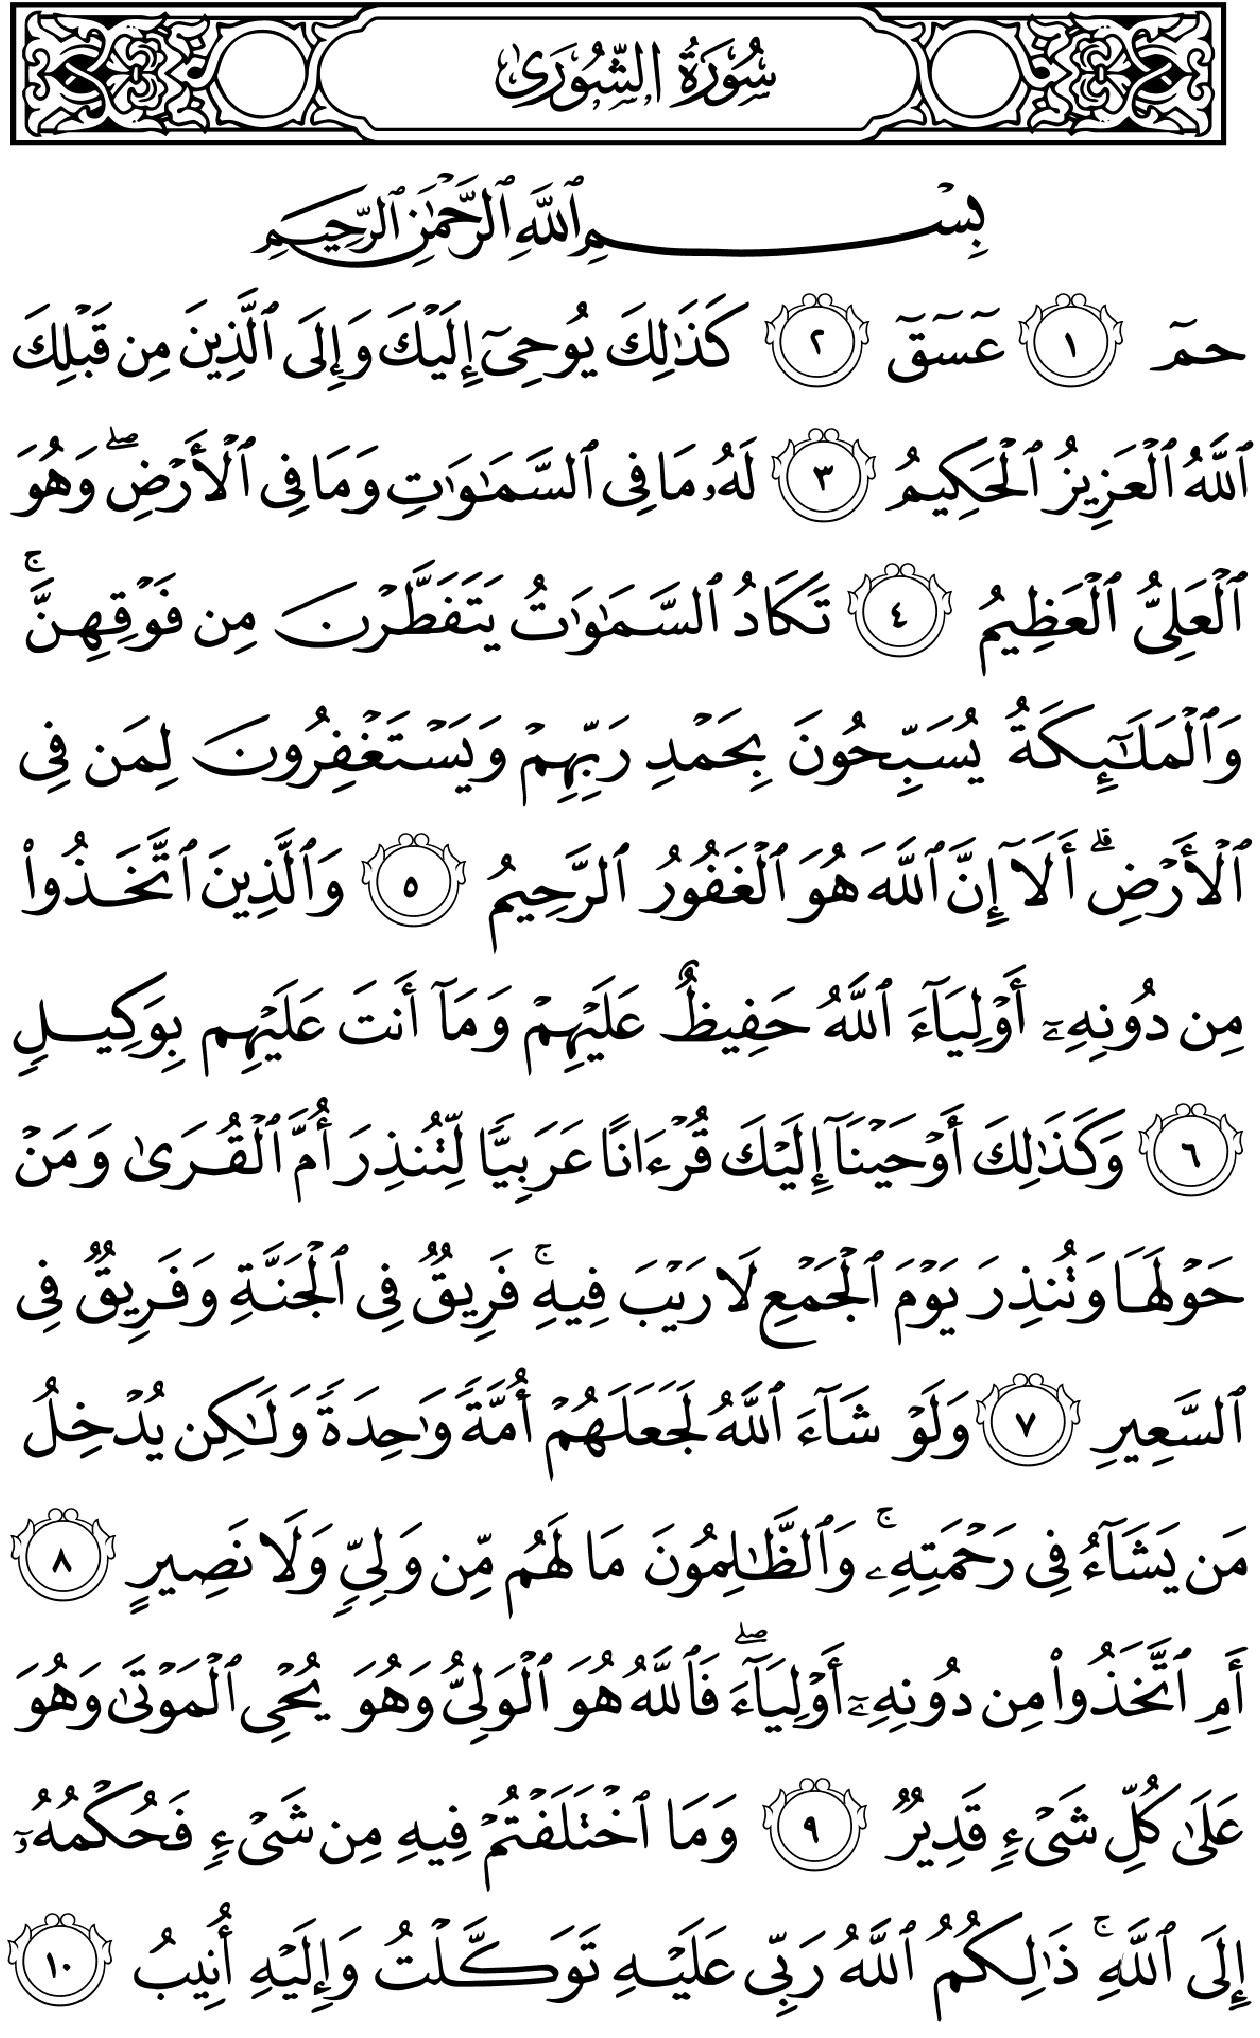 سُورَةُ الشُّورَىٰ
بِسْمِ ٱللَّهِ ٱلرَّحْمَٰنِ ٱلرَّحِيمِ
حمٓ ١ عٓسٓقٓ ٢ كَذَٰلِكَ يُوحِىٓ إِلَيْكَ وَإِلَى ٱلَّذِينَ مِن قَبْلِكَ
ٱللَّهُ ٱلْعَزِيزُ ٱلْحَكِيمُ ٣ لَهُۥ مَا فِى ٱلسَّمَٰوَٰتِ وَمَا فِى ٱلْأَرْضِ ۖ وَهُوَ
ٱلْعَلِىُّ ٱلْعَظِيمُ ٤ تَكَادُ ٱلسَّمَٰوَٰتُ يَتَفَطَّرْنَ مِن فَوْقِهِنَّ ۚ
وَٱلْمَلَٰٓئِكَةُ يُسَبِّحُونَ بِحَمْدِ رَبِّهِمْ وَيَسْتَغْفِرُونَ لِمَن فِى
ٱلْأَرْضِ ۗ أَلَآ إِنَّ ٱللَّهَ هُوَ ٱلْغَفُورُ ٱلرَّحِيمُ ٥ وَٱلَّذِينَ ٱتَّخَذُوا۟
مِن دُونِهِۦٓ أَوْلِيَآءَ ٱللَّهُ حَفِيظٌ عَلَيْهِمْ وَمَآ أَنتَ عَلَيْهِم بِوَكِيلٍ
٦ وَكَذَٰلِكَ أَوْحَيْنَآ إِلَيْكَ قُرْءَانًا عَرَبِيًّا لِّتُنذِرَ أُمَّ ٱلْقُرَىٰ وَمَنْ
حَوْلَهَا وَتُنذِرَ يَوْمَ ٱلْجَمْعِ لَا رَيْبَ فِيهِ ۚ فَرِيقٌ فِى ٱلْجَنَّةِ وَفَرِيقٌ فِى
ٱلسَّعِيرِ ٧ وَلَوْ شَآءَ ٱللَّهُ لَجَعَلَهُمْ أُمَّةً وَٰحِدَةً وَلَٰكِن يُدْخِلُ
مَن يَشَآءُ فِى رَحْمَتِهِۦ ۚ وَٱلظَّٰلِمُونَ مَا لَهُم مِّن وَلِىٍّ وَلَا نَصِيرٍ ٨
أَمِ ٱتَّخَذُوا۟ مِن دُونِهِۦٓ أَوْلِيَآءَ ۖ فَٱللَّهُ هُوَ ٱلْوَلِىُّ وَهُوَ يُحْىِ ٱلْمَوْتَىٰ وَهُوَ
عَلَىٰ كُلِّ شَىْءٍ قَدِيرٌ ٩ وَمَا ٱخْتَلَفْتُمْ فِيهِ مِن شَىْءٍ فَحُكْمُهُۥٓ
إِلَى ٱللَّهِ ۚ ذَٰلِكُمُ ٱللَّهُ رَبِّى عَلَيْهِ تَوَكَّلْتُ وَإِلَيْهِ أُنِيبُ ١٠